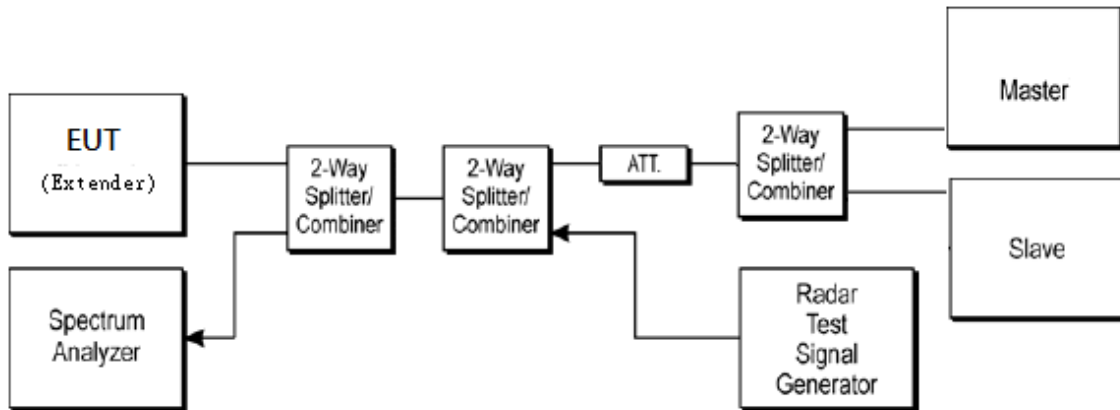 EUT
(Extender)
Spectrum
Analyzer
2-Way
Splitter/
Combiner
2-Way
Splitter/
Combiner
ATT.
2-Way
Splitter/
Combiner
Master
Slave
Radar
Test
Signal
Generator